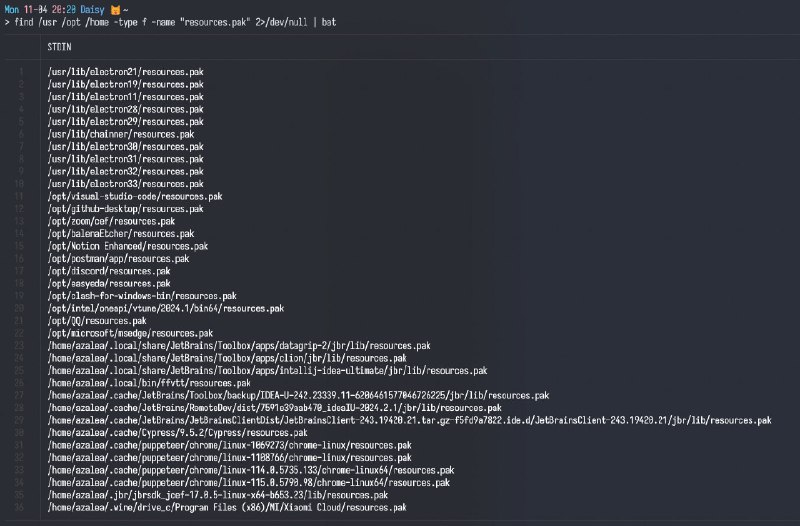 Mon 11-04 20:20 Daisy 🐱 ~
> find /usr /opt /home -type f -name "resources.pak" 2>/dev/null | bat
STDIN
1 /usr/lib/electron21/resources.pak
2 /usr/lib/electron19/resources.pak
3 /usr/lib/electron11/resources.pak
4 /usr/lib/electron28/resources.pak
5 /usr/lib/electron29/resources.pak
6 /usr/lib/chainner/resources.pak
7 /usr/lib/electron30/resources.pak
8 /usr/lib/electron31/resources.pak
9 /usr/lib/electron32/resources.pak
10 /usr/lib/electron33/resources.pak
11 /opt/visual-studio-code/resources.pak
12 /opt/github-desktop/resources.pak
13 /opt/zoom/cef/resources.pak
14 /opt/balenaEtcher/resources.pak
15 /opt/Notion Enhanced/resources.pak
16 /opt/postman/app/resources.pak
17 /opt/discord/resources.pak
18 /opt/easyeda/resources.pak
19 /opt/clash-for-windows-bin/resources.pak
20 /opt/intel/oneapi/vtune/2024.1/bin64/resources.pak
21 /opt/QQ/resources.pak
22 /opt/microsoft/msedge/resources.pak
23 /home/azalea/.local/share/JetBrains/Toolbox/apps/datagrip-2/jbr/lib/resources.pak
24 /home/azalea/.local/share/JetBrains/Toolbox/apps/clion/jbr/lib/resources.pak
25 /home/azalea/.local/share/JetBrains/Toolbox/apps/intellij-idea-ultimate/jbr/lib/resources.pak
26 /home/azalea/.local/bin/ffvtt/resources.pak
27 /home/azalea/.cache/JetBrains/Toolbox/backup/IDEA-U-242.23339.11-6206461577046726225/jbr/lib/resources.pak
28 /home/azalea/.cache/JetBrains/RemoteDev/dist/7591e39aab470_ideaIU-2024.2.1/jbr/lib/resources.pak
29 /home/azalea/.cache/JetBrains/JetBrainsClientDist/JetBrainsClient-243.19420.21.tar.gz-f5fd9a7822.ide.d/JetBrainsClient-243.19420.21/jbr/lib/resources.pak
30 /home/azalea/.cache/Cypress/9.5.2/Cypress/resources.pak
31 /home/azalea/.cache/puppeteer/chrome/linux-1069273/chrome-linux/resources.pak
32 /home/azalea/.cache/puppeteer/chrome/linux-1108766/chrome-linux/resources.pak
33 /home/azalea/.cache/puppeteer/chrome/linux-114.0.5735.133/chrome-linux64/resources.pak
34 /home/azalea/.cache/puppeteer/chrome/linux-115.0.5790.98/chrome-linux64/resources.pak
35 /home/azalea/.jbr/jbrsdk_jcef-17.0.5-linux-x64-b653.23/lib/resources.pak
36 /home/azalea/.wine/drive_c/Program Files (x86)/MI/Xiaomi Cloud/resources.pak